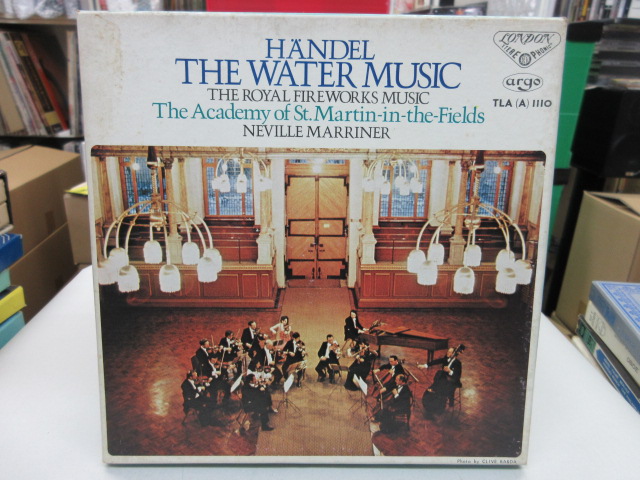 HÄNDEL
THE WATER MUSIC
THE ROYAL FIREWORKS MUSIC
The Academy of St. Martin-in-the-Fields
NEVILLE MARRINER
LONDON
STEREOPHONIC
argo
TLA (A) 1110
Photo by CLIVE BARDA